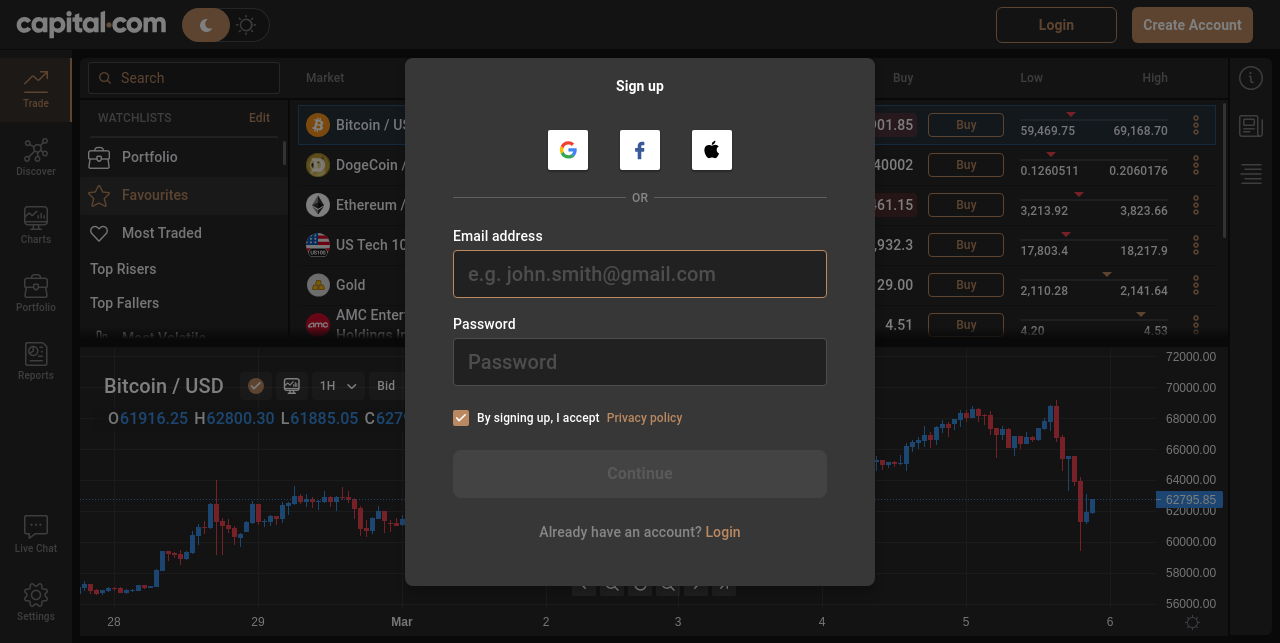 capital.com
Login
Create Account
Search
Market
Buy
Low
High
Trade
WATCHLISTS
Edit
Discover
Portfolio
Favourites
Most Traded
Top Risers
Top Fallers
Most Volatile
Charts
Portfolio
Reports
Live Chat
Settings
Bitcoin / US
01.85
Buy
59,469.75
69,168.70
DogeCoin /
40002
Buy
0.1260511
0.2060176
Ethereum /
61.15
Buy
3,213.92
3,823.66
US100
US Tech 10
,932.3
Buy
17,803.4
18,217.9
Gold
29.00
Buy
2,110.28
2,141.64
amc
AMC Enter
Holdings In
4.51
Buy
4.20
4.53
Sign up
OR
Email address
e.g. john.smith@gmail.com
Password
Password
By signing up, I accept Privacy policy
Continue
Already have an account? Login
Bitcoin / USD
1H
Bid
O61916.25 H62800.30 L61885.05 C6279
72000.00
70000.00
68000.00
66000.00
64000.00
62795.85
62000.00
60000.00
58000.00
56000.00
28
29
Mar
2
3
4
5
6